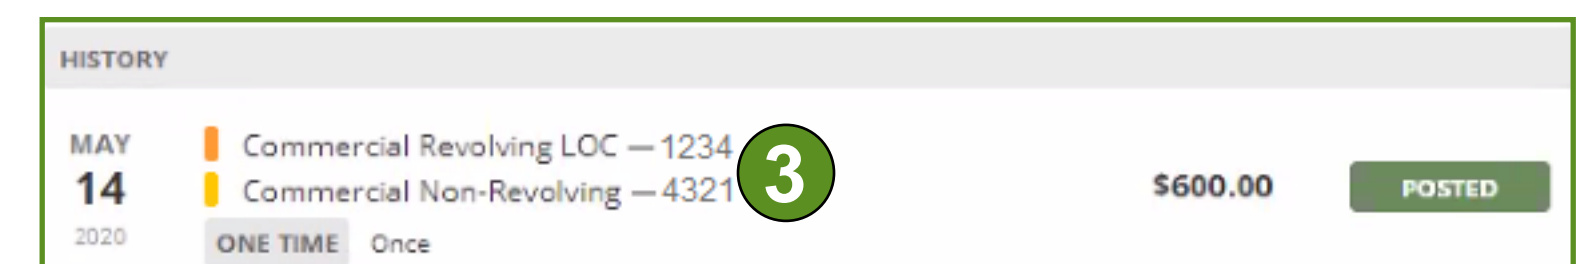 HISTORY
MAY
14
2020
Commercial Revolving LOC — 1234
Commercial Non-Revolving — 4321
ONE TIME Once
3
$600.00
POSTED